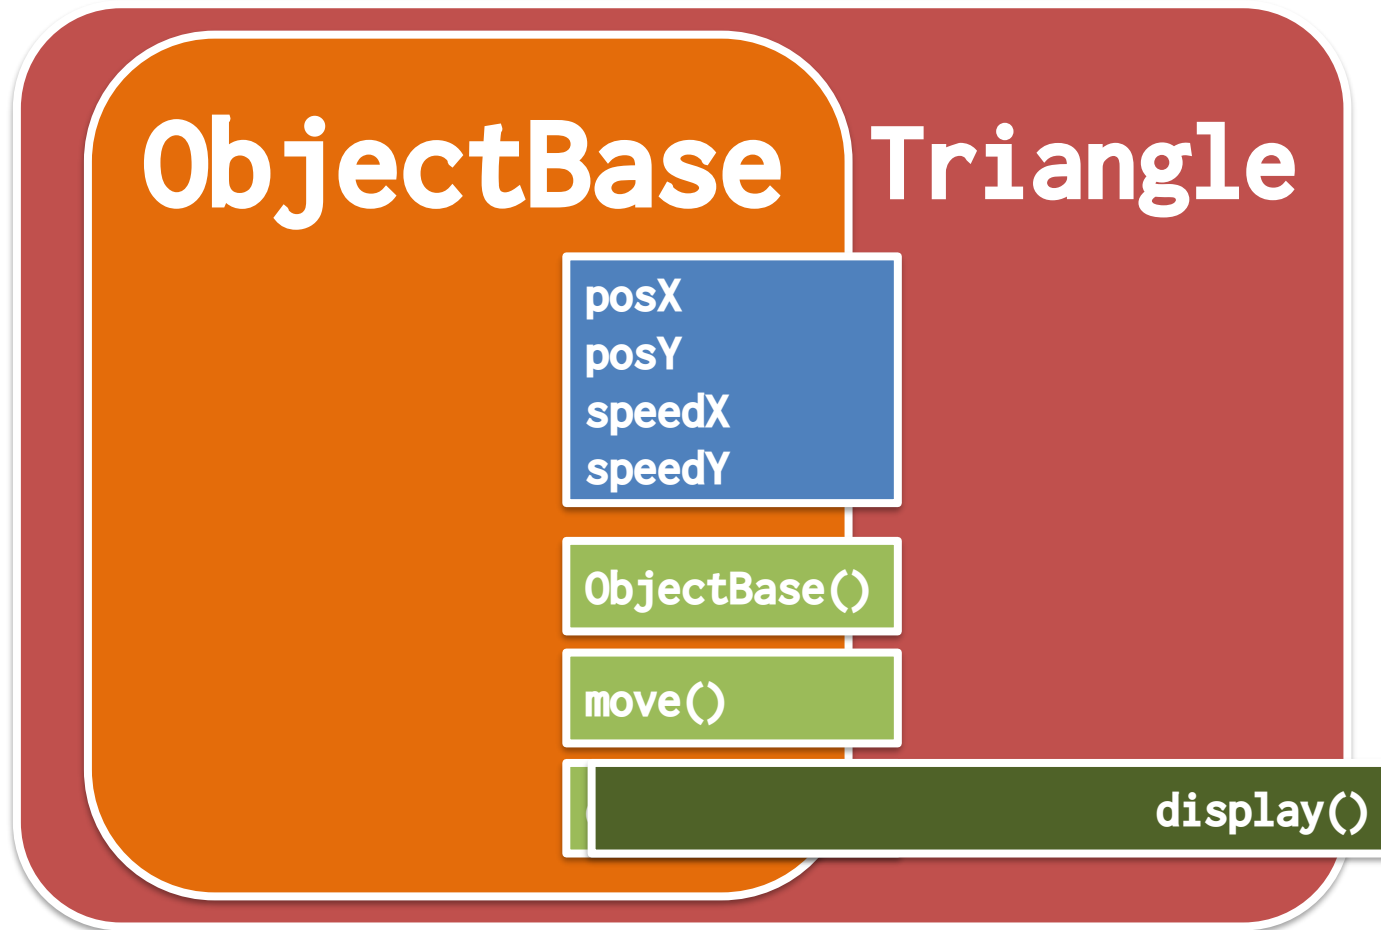 ObjectBase
Triangle
posX
posY
speedX
speedY
ObjectBase()
move()
display()